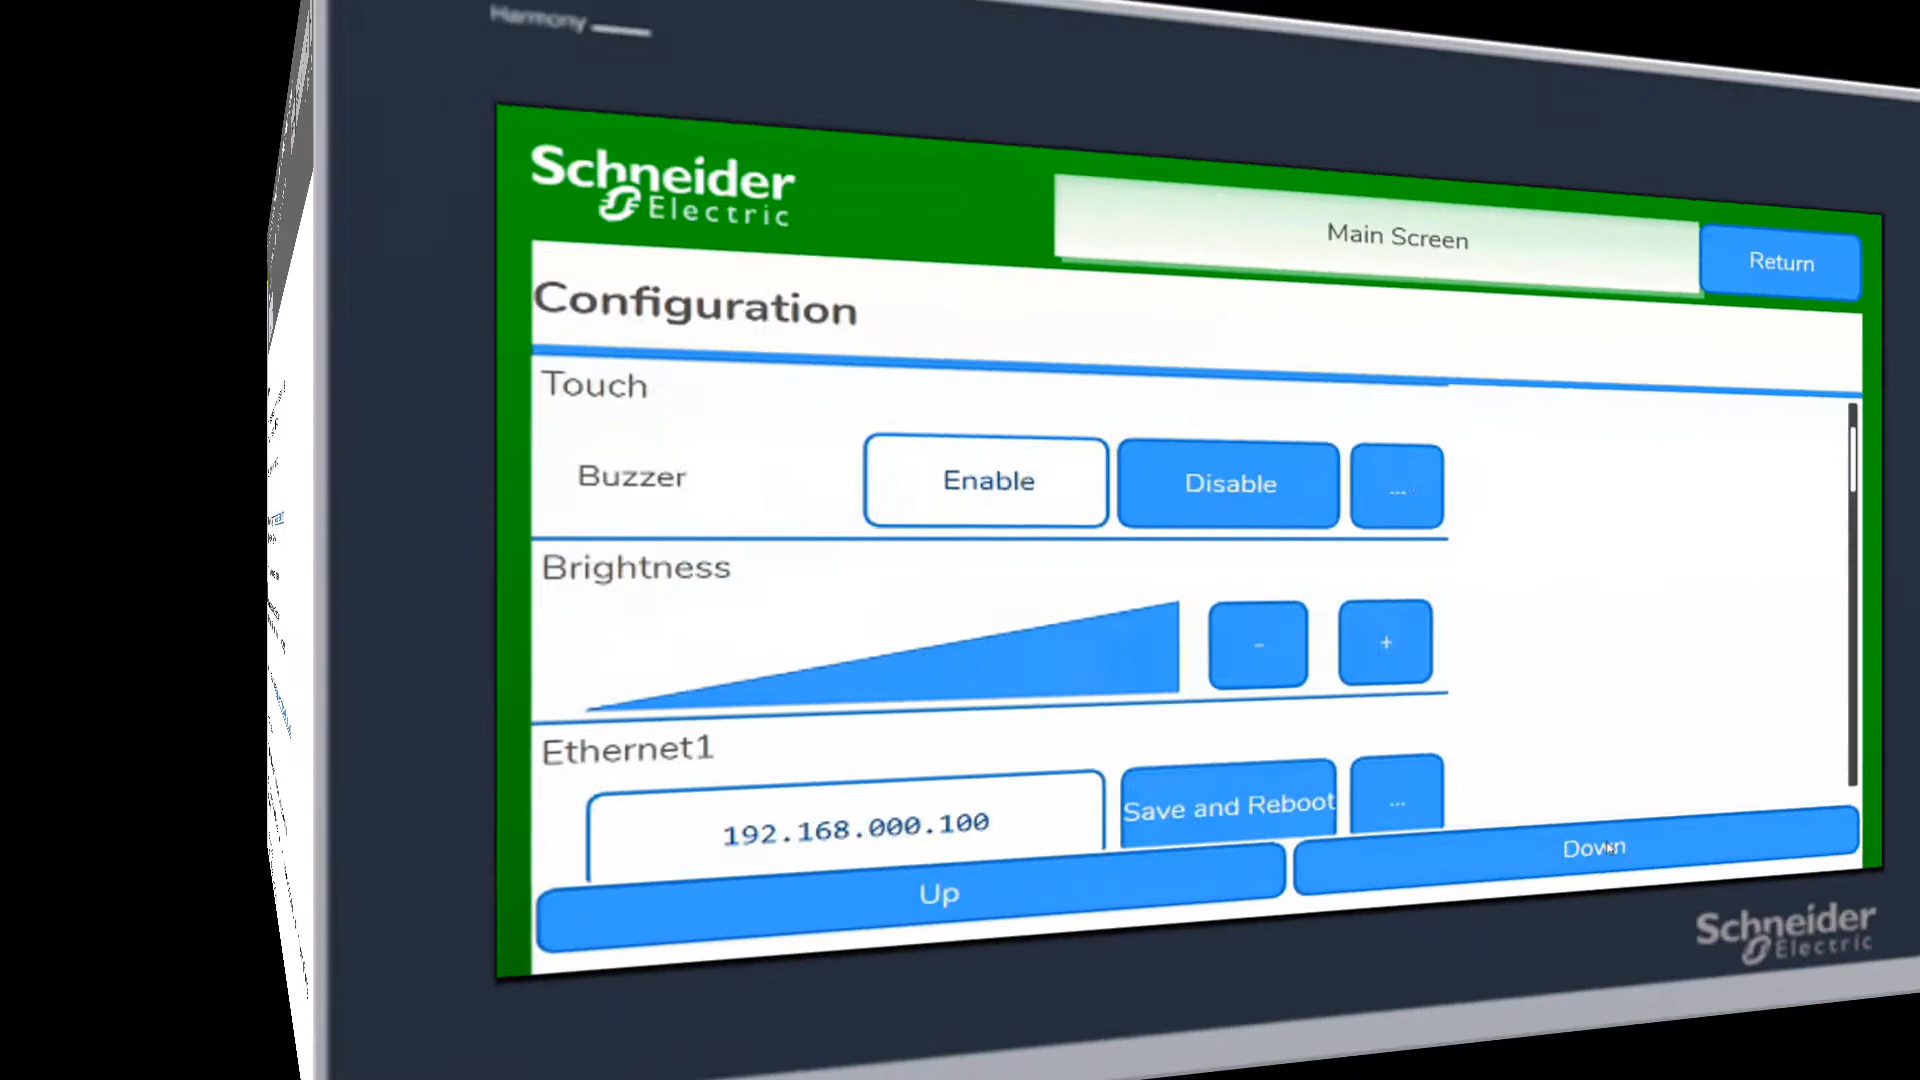 Harmony
Schneider
Electric
Main Screen
Return
Configuration
Touch
Buzzer
Enable
Disable
...
Brightness
-
+
Ethernet1
192.168.000.100
Save and Reboot
...
Up
Down
Schneider
Electric